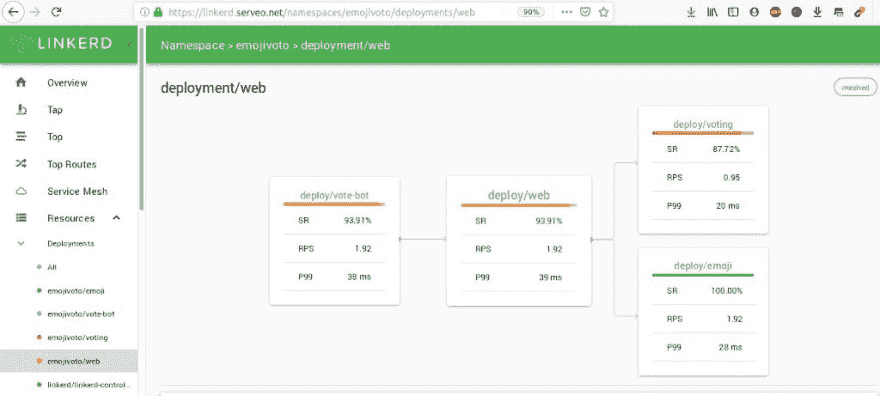 https://linkerd.serveo.net/namespaces/emojivoto/deployments/web
90%
LINKERD
Namespace > emojivoto > deployment/web
Overview
Tap
Top
Top Routes
Service Mesh
Resources
Deployments
All
emojivoto/emoji
emojivoto/vote-bot
emojivoto/voting
emojivoto/web
linkerd/linkerd-control...
deployment/web
meshed
deploy/vote-bot
SR 93.91%
RPS 1.92
P99 38 ms
deploy/web
SR 93.91%
RPS 1.92
P99 39 ms
deploy/voting
SR 87.72%
RPS 0.95
P99 20 ms
deploy/emoji
SR 100.00%
RPS 1.92
P99 28 ms